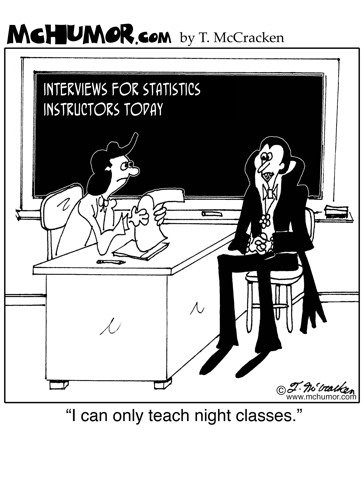 McHUMOR.com by T. McCracken
INTERVIEWS FOR STATISTICS
INSTRUCTORS TODAY
© T. McCracken
www.mchumor.com
“I can only teach night classes.”